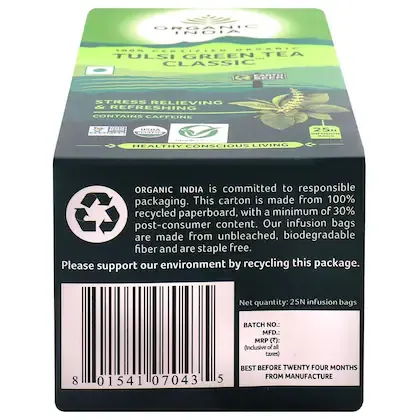 ORGANIC
INDIA
100% CERTIFIED ORGANIC
TULSI GREEN TEA
CLASSIC™
STRESS RELIEVING
& REFRESHING
CONTAINS CAFFEINE
25N
INFUSION
BAGS
HEALTHY CONSCIOUS LIVING
ORGANIC INDIA is committed to responsible
packaging. This carton is made from 100%
recycled paperboard, with a minimum of 30%
post-consumer content. Our infusion bags
are made from unbleached, biodegradable
fiber and are staple free.
Please support our environment by recycling this package.
Net quantity: 25N infusion bags
BATCH NO.:
MFD.:
MRP (₹):
(Inclusive of all
taxes)
BEST BEFORE TWENTY FOUR MONTHS
FROM MANUFACTURE
8 01541 07043 5